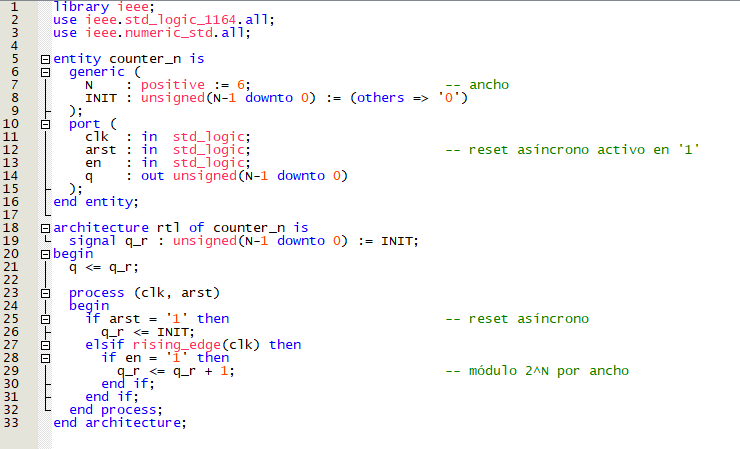 1 library ieee;
2 use ieee.std_logic_1164.all;
3 use ieee.numeric_std.all;
4
5 entity counter_n is
6 generic (
7 N : positive := 6; -- ancho
8 INIT : unsigned(N-1 downto 0) := (others => '0')
9 );
10 port (
11 clk : in std_logic;
12 arst : in std_logic; -- reset asíncrono activo en '1'
13 en : in std_logic;
14 q : out unsigned(N-1 downto 0)
15 );
16 end entity;
17
18 architecture rtl of counter_n is
19 signal q_r : unsigned(N-1 downto 0) := INIT;
20 begin
21 q <= q_r;
22
23 process (clk, arst)
24 begin
25 if arst = '1' then -- reset asíncrono
26 q_r <= INIT;
27 elsif rising_edge(clk) then
28 if en = '1' then
29 q_r <= q_r + 1; -- módulo 2^N por ancho
30 end if;
31 end if;
32 end process;
33 end architecture;